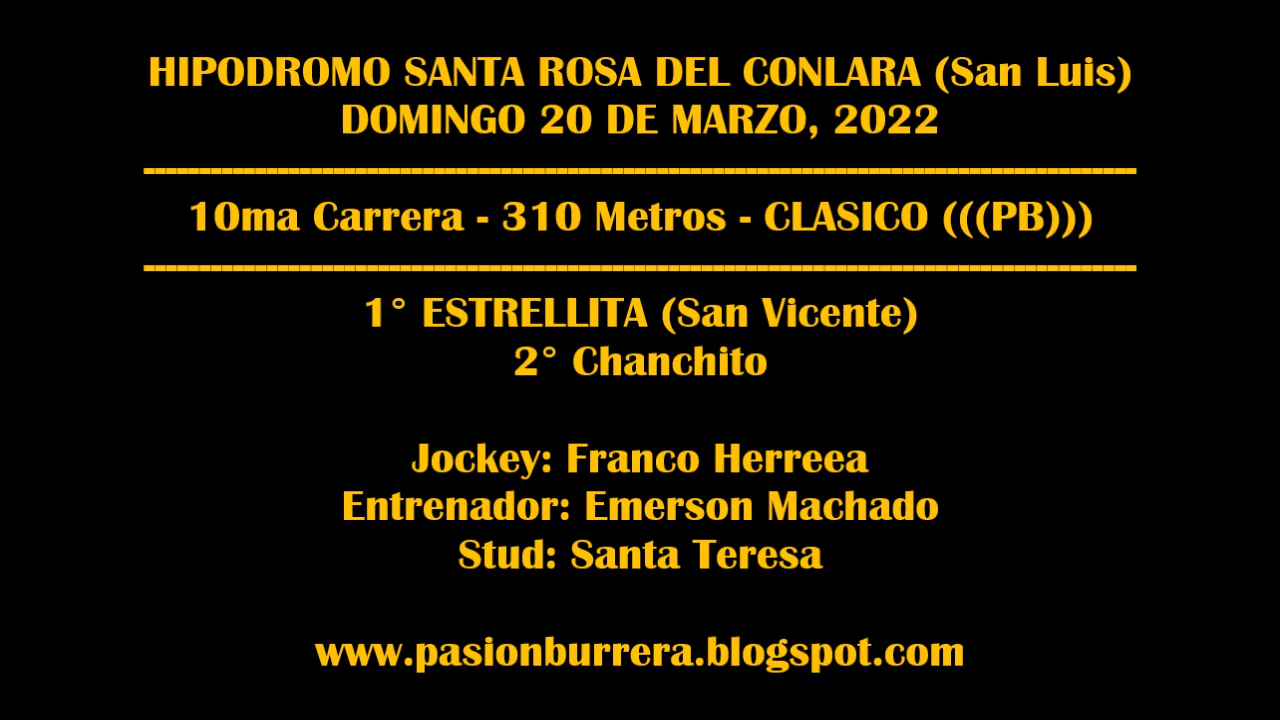 HIPODROMO SANTA ROSA DEL CONLARA (San Luis)
DOMINGO 20 DE MARZO, 2022
10ma Carrera - 310 Metros - CLASICO (((PB)))
1° ESTRELLITA (San Vicente)
2° Chanchito
Jockey: Franco Herreea
Entrenador: Emerson Machado
Stud: Santa Teresa
www.pasionburrera.blogspot.com